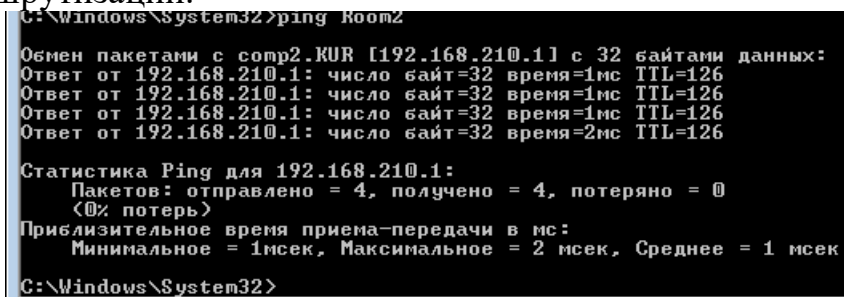 шрутизации.
C:\Windows\System32>ping Room2
Обмен пакетами с comp2.KUR [192.168.210.1] с 32 байтами данных:
Ответ от 192.168.210.1: число байт=32 время=1мс TTL=126
Ответ от 192.168.210.1: число байт=32 время=1мс TTL=126
Ответ от 192.168.210.1: число байт=32 время=1мс TTL=126
Ответ от 192.168.210.1: число байт=32 время=2мс TTL=126
Статистика Ping для 192.168.210.1:
Пакетов: отправлено = 4, получено = 4, потеряно = 0
(0% потерь)
Приблизительное время приема-передачи в мс:
Минимальное = 1мсек, Максимальное = 2 мсек, Среднее = 1 мсек
C:\Windows\System32>